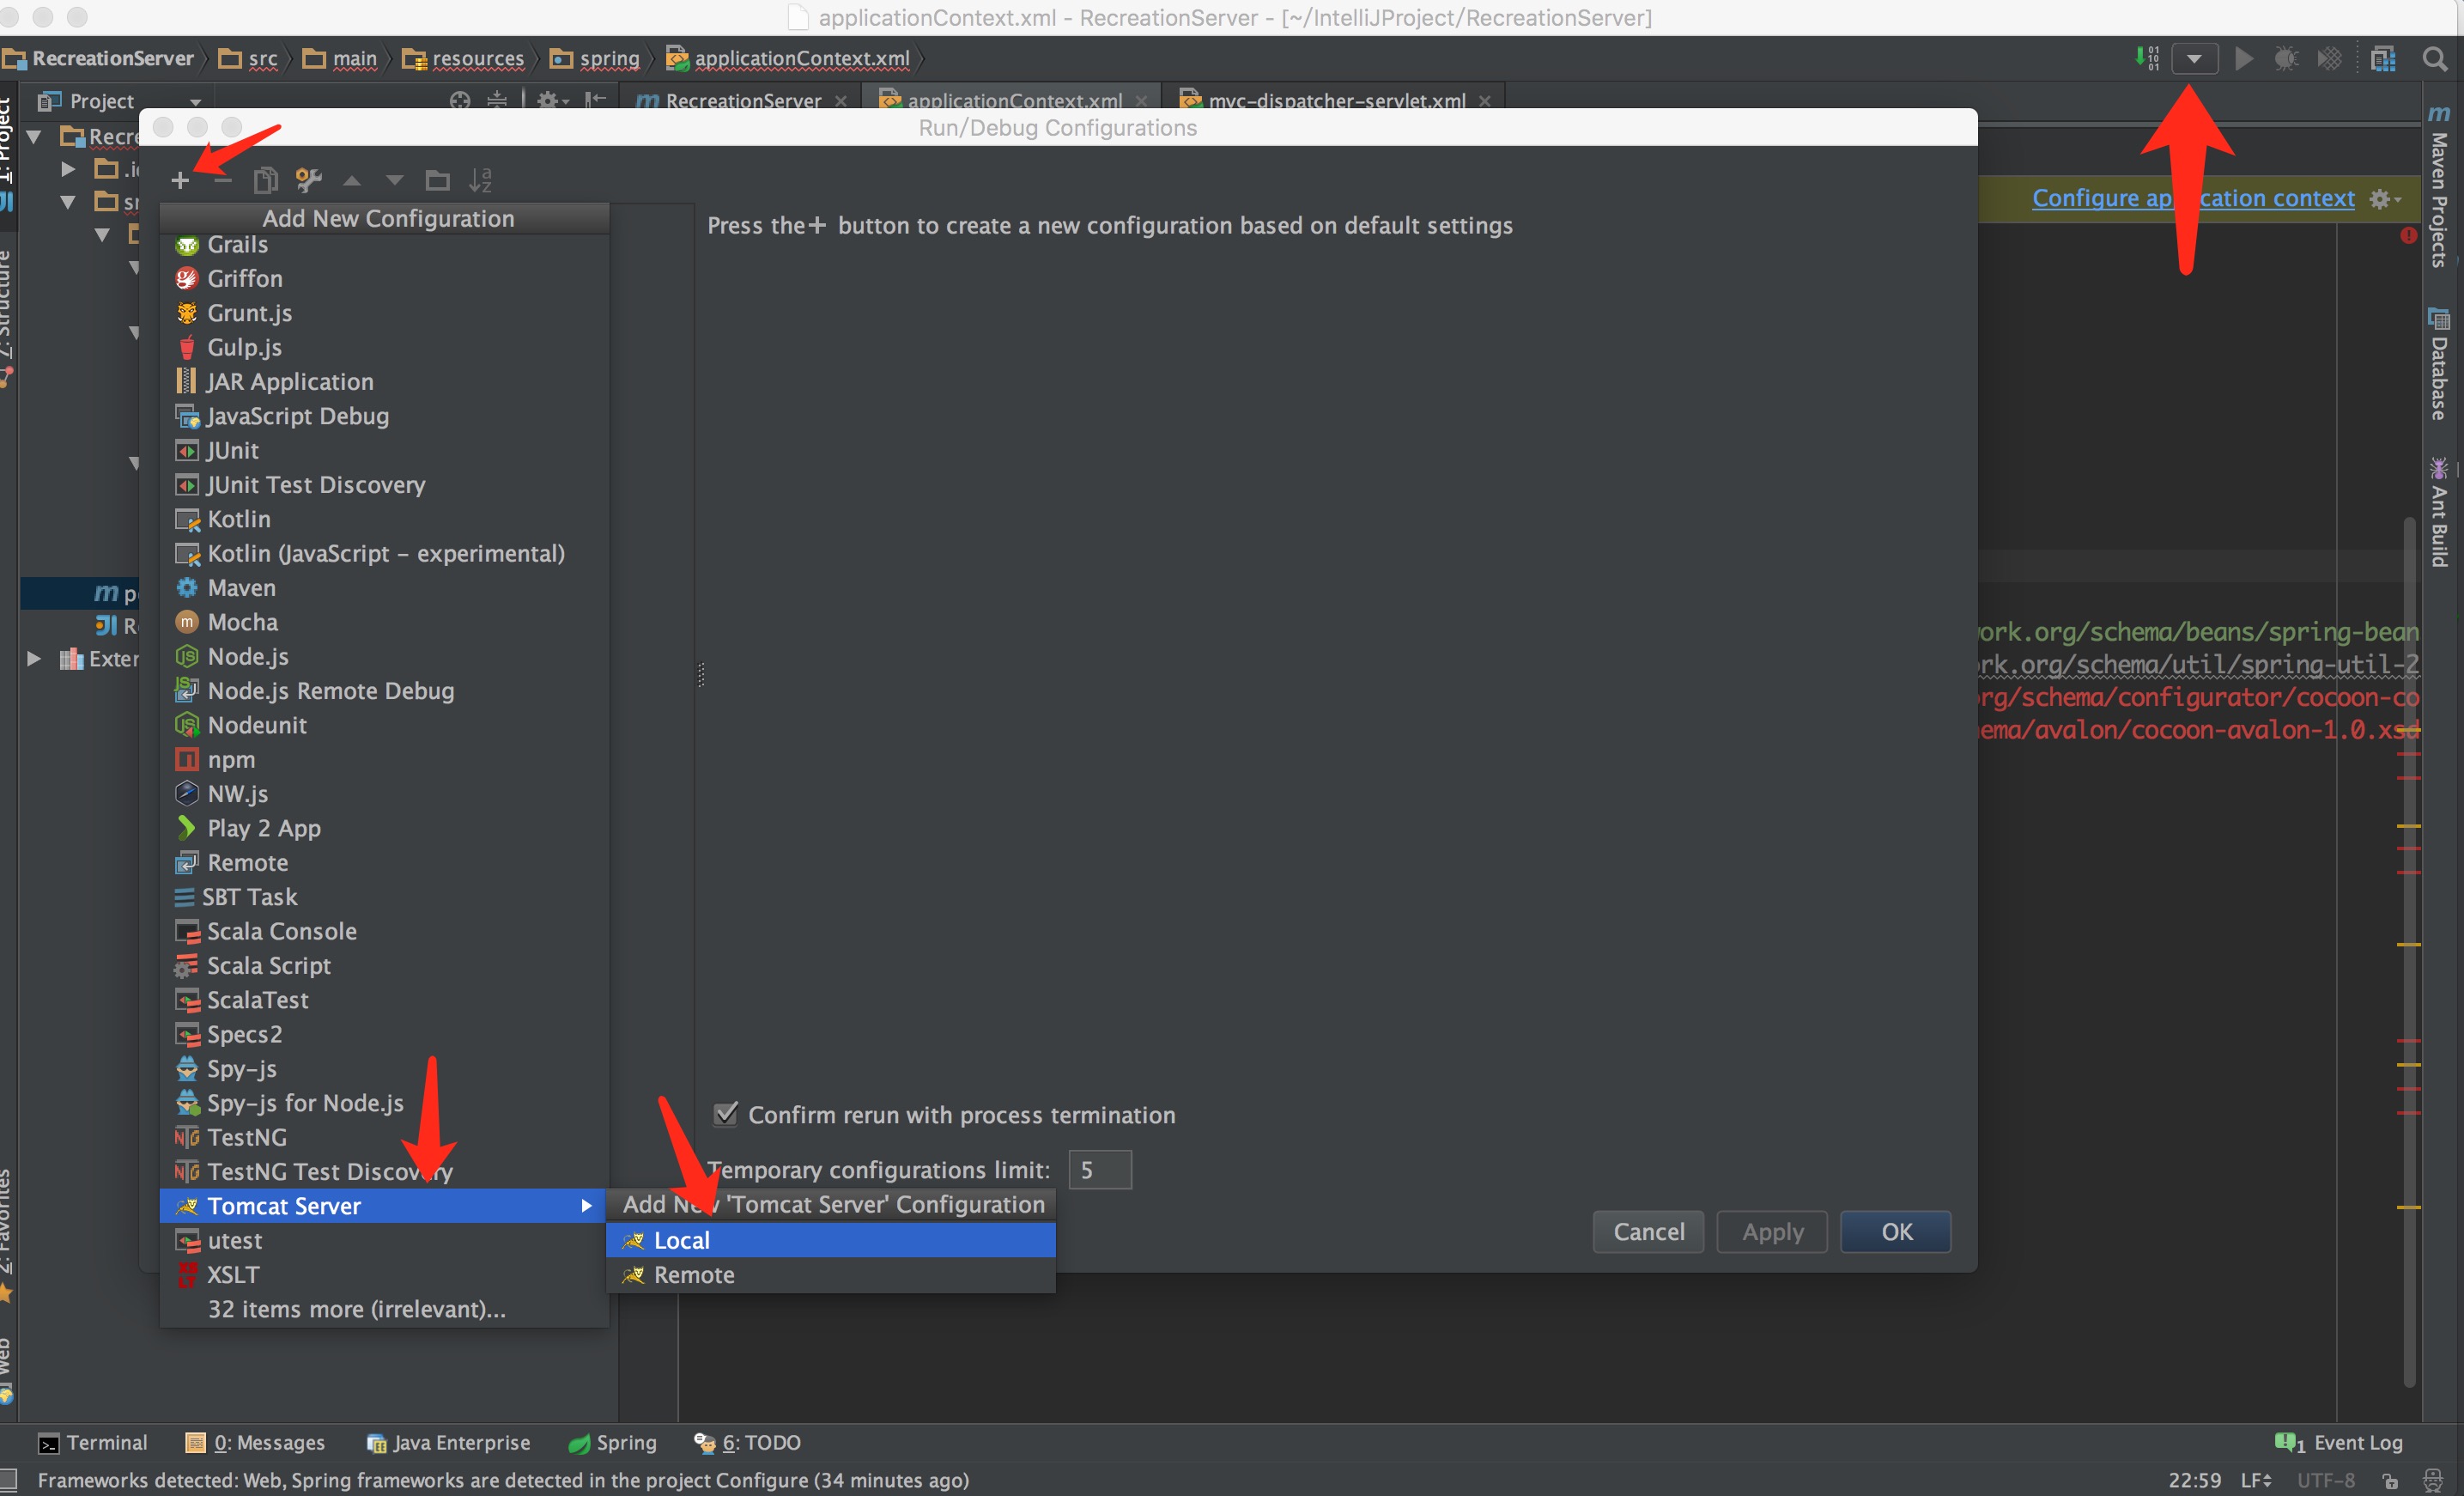 applicationContext.xml - RecreationServer - [~/IntelliJProject/RecreationServer]
RecreationServer src main resources spring applicationContext.xml
Project RecreationServer applicationContext.xml mvc-dispatcher-servlet.xml
1: Project
Run/Debug Configurations
Recre
.i
sr
Add New Configuration
Press the + button to create a new configuration based on default settings
Configure application context
Grails
Griffon
Grunt.js
Gulp.js
JAR Application
JavaScript Debug
JUnit
JUnit Test Discovery
Kotlin
Kotlin (JavaScript - experimental)
Maven
Mocha
Node.js
Node.js Remote Debug
Nodeunit
npm
NW.js
Play 2 App
Remote
SBT Task
Scala Console
Scala Script
ScalaTest
Specs2
Spy-js
Spy-js for Node.js
TestNG
TestNG Test Discovery
Tomcat Server
utest
XSLT
32 items more (irrelevant)...
Add New 'Tomcat Server' Configuration
Local
Remote
Confirm rerun with process termination
Temporary configurations limit: 5
Cancel Apply OK
Exter
ork.org/schema/beans/spring-bean
rk.org/schema/util/spring-util-2
rg/schema/configurator/cocoon-co
ema/avalon/cocoon-avalon-1.0.xsd
Maven Projects
Database
Ant Build
7: Structure
2: Favorites
Web
Terminal 0: Messages Java Enterprise Spring 6: TODO 1 Event Log
Frameworks detected: Web, Spring frameworks are detected in the project Configure (34 minutes ago) 22:59 LF UTF-8